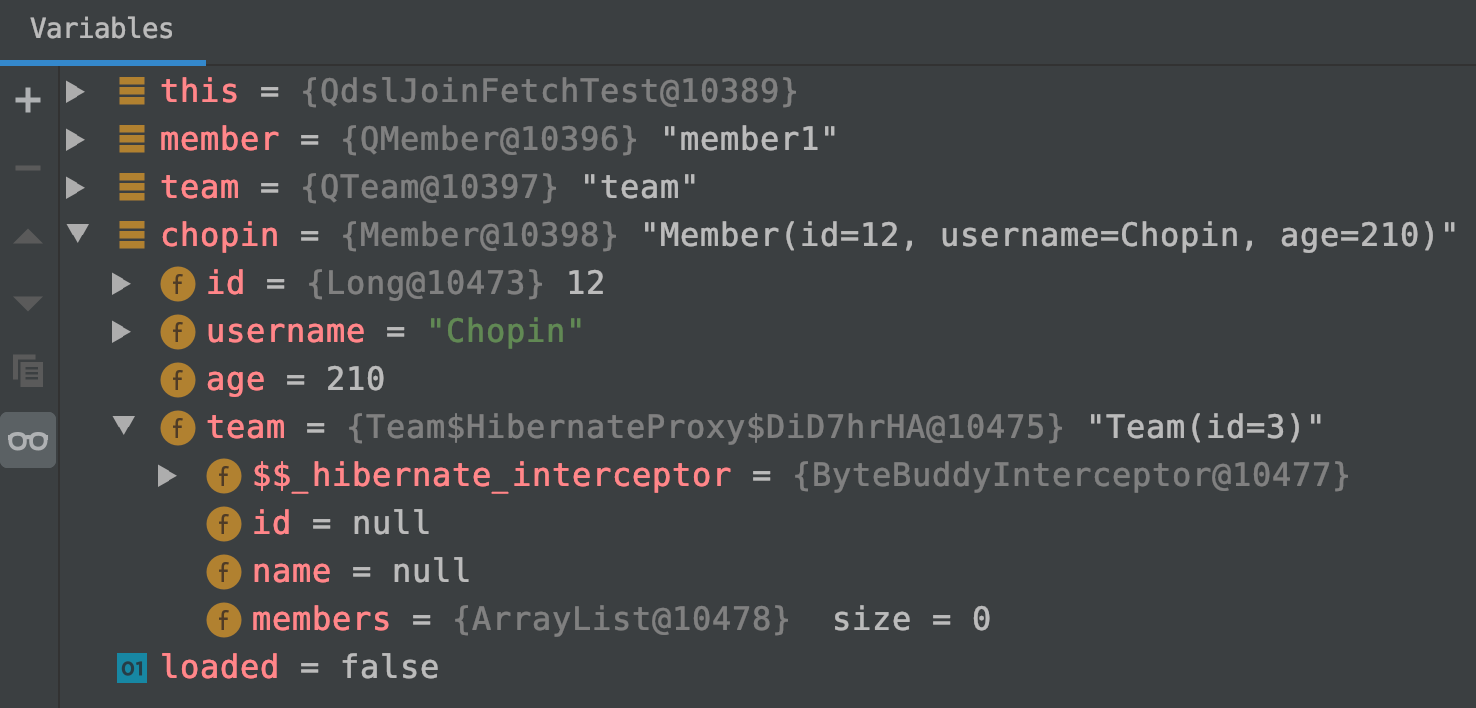 Variables
this = {QdslJoinFetchTest@10389}
member = {QMember@10396} "member1"
team = {QTeam@10397} "team"
chopin = {Member@10398} "Member(id=12, username=Chopin, age=210)"
f id = {Long@10473} 12
f username = "Chopin"
f age = 210
f team = {Team$HibernateProxy$DiD7hrHA@10475} "Team(id=3)"
f $$_hibernate_interceptor = {ByteBuddyInterceptor@10477}
f id = null
f name = null
f members = {ArrayList@10478} size = 0
01 loaded = false